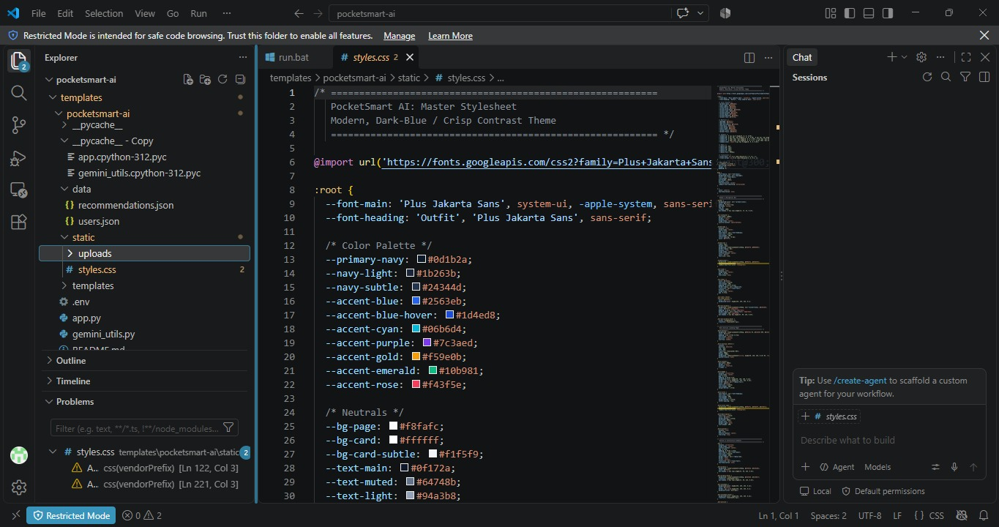 File Edit Selection View Go Run ··· pocketsmart-ai
Restricted Mode is intended for safe code browsing. Trust this folder to enable all features. Manage Learn More
Explorer
pocketsmart-ai
templates
pocketsmart-ai
__pycache__
__pycache__ - Copy
app.cpython-312.pyc
gemini_utils.cpython-312.pyc
data
{} recommendations.json
{} users.json
static
uploads
# styles.css 2
templates
.env
app.py
gemini_utils.py
README.md
Outline
Timeline
Problems
Filter (e.g. text, **/*.ts, !**/node_modules...
# styles.css templates\pocketsmart-ai\static 2
A... css(vendorPrefix) [Ln 122, Col 3]
A... css(vendorPrefix) [Ln 221, Col 3]
run.bat # styles.css 2
templates > pocketsmart-ai > static > # styles.css > ...
1 /* ==========================================================
2 PocketSmart AI: Master Stylesheet
3 Modern, Dark-Blue / Crisp Contrast Theme
4 ========================================================== */
5
6 @import url('https://fonts.googleapis.com/css2?family=Plus+Jakarta+Sans
7
8 :root {
9 --font-main: 'Plus Jakarta Sans', system-ui, -apple-system, sans-seri
10 --font-heading: 'Outfit', 'Plus Jakarta Sans', sans-serif;
11
12 /* Color Palette */
13 --primary-navy: #0d1b2a;
14 --navy-light: #1b263b;
15 --navy-subtle: #24344d;
16 --accent-blue: #2563eb;
17 --accent-blue-hover: #1d4ed8;
18 --accent-cyan: #06b6d4;
19 --accent-purple: #7c3aed;
20 --accent-gold: #f59e0b;
21 --accent-emerald: #10b981;
22 --accent-rose: #f43f5e;
23
24 /* Neutrals */
25 --bg-page: #f8fafc;
26 --bg-card: #ffffff;
27 --bg-card-subtle: #f1f5f9;
28 --text-main: #0f172a;
29 --text-muted: #64748b;
30 --text-light: #94a3b8;
Chat
Sessions
Tip: Use /create-agent to scaffold a custom
agent for your workflow.
# styles.css
Describe what to build
Agent Models
Local Default permissions
Restricted Mode 0 2 Ln 1, Col 1 Spaces: 2 UTF-8 LF {} CSS